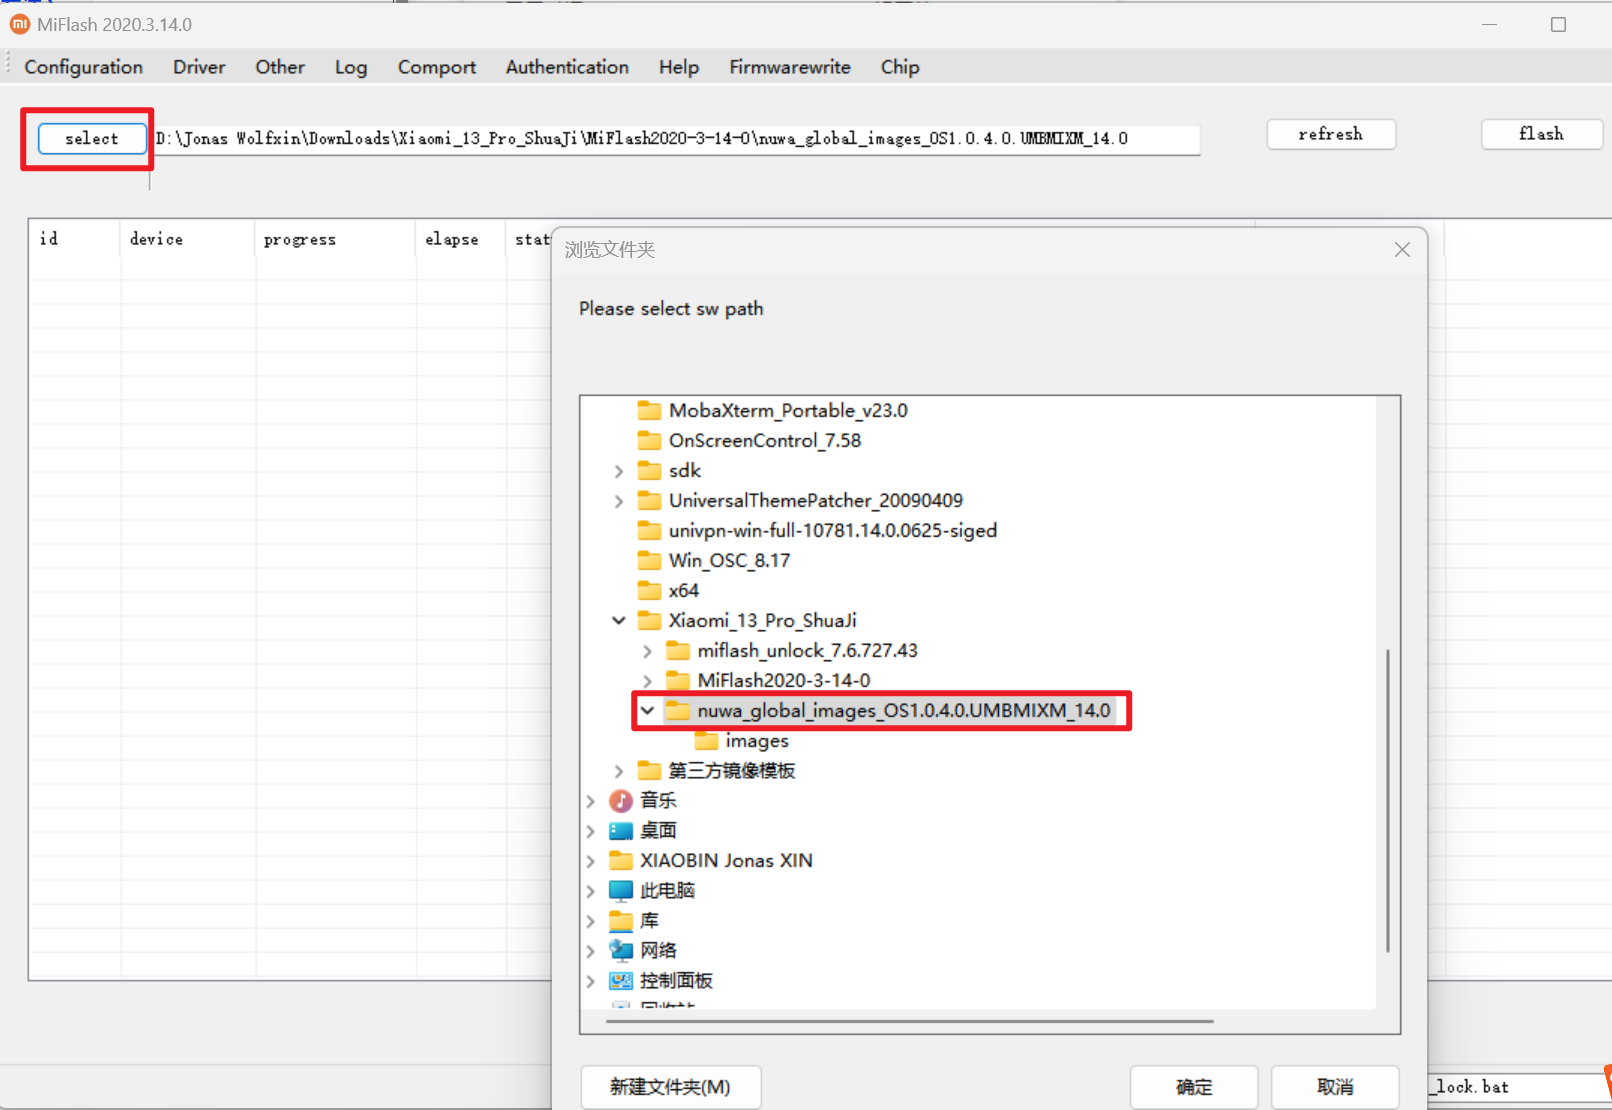 MiFlash 2020.3.14.0
Configuration Driver Other Log Comport Authentication Help Firmwarewrite Chip
select D:\Jonas Wolfxin\Downloads\Xiaomi_13_Pro_ShuaJi\MiFlash2020-3-14-0\nuwa_global_images_OS1.0.4.0.UMBMIXM_14.0 refresh flash
id device progress elapse stat
浏览文件夹
Please select sw path
MobaXterm_Portable_v23.0
OnScreenControl_7.58
sdk
UniversalThemePatcher_20090409
univpn-win-full-10781.14.0.0625-siged
Win_OSC_8.17
x64
Xiaomi_13_Pro_ShuaJi
miflash_unlock_7.6.727.43
MiFlash2020-3-14-0
nuwa_global_images_OS1.0.4.0.UMBMIXM_14.0
images
第三方镜像模板
音乐
桌面
XIAOBIN Jonas XIN
此电脑
库
网络
控制面板
新建文件夹(M) 确定 取消 _lock.bat